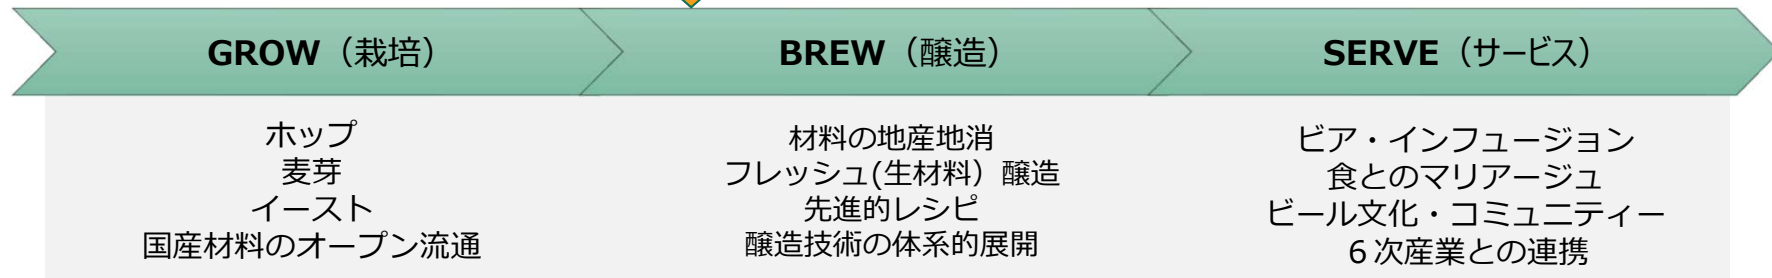 GROW（栽培）
ホップ
麦芽
イースト
国産材料のオープン流通
BREW（醸造）
材料の地産地消
フレッシュ(生材料）醸造
先進的レシピ
醸造技術の体系的展開
SERVE（サービス）
ビア・インフュージョン
食とのマリアージュ
ビール文化・コミュニティー
６次産業との連携